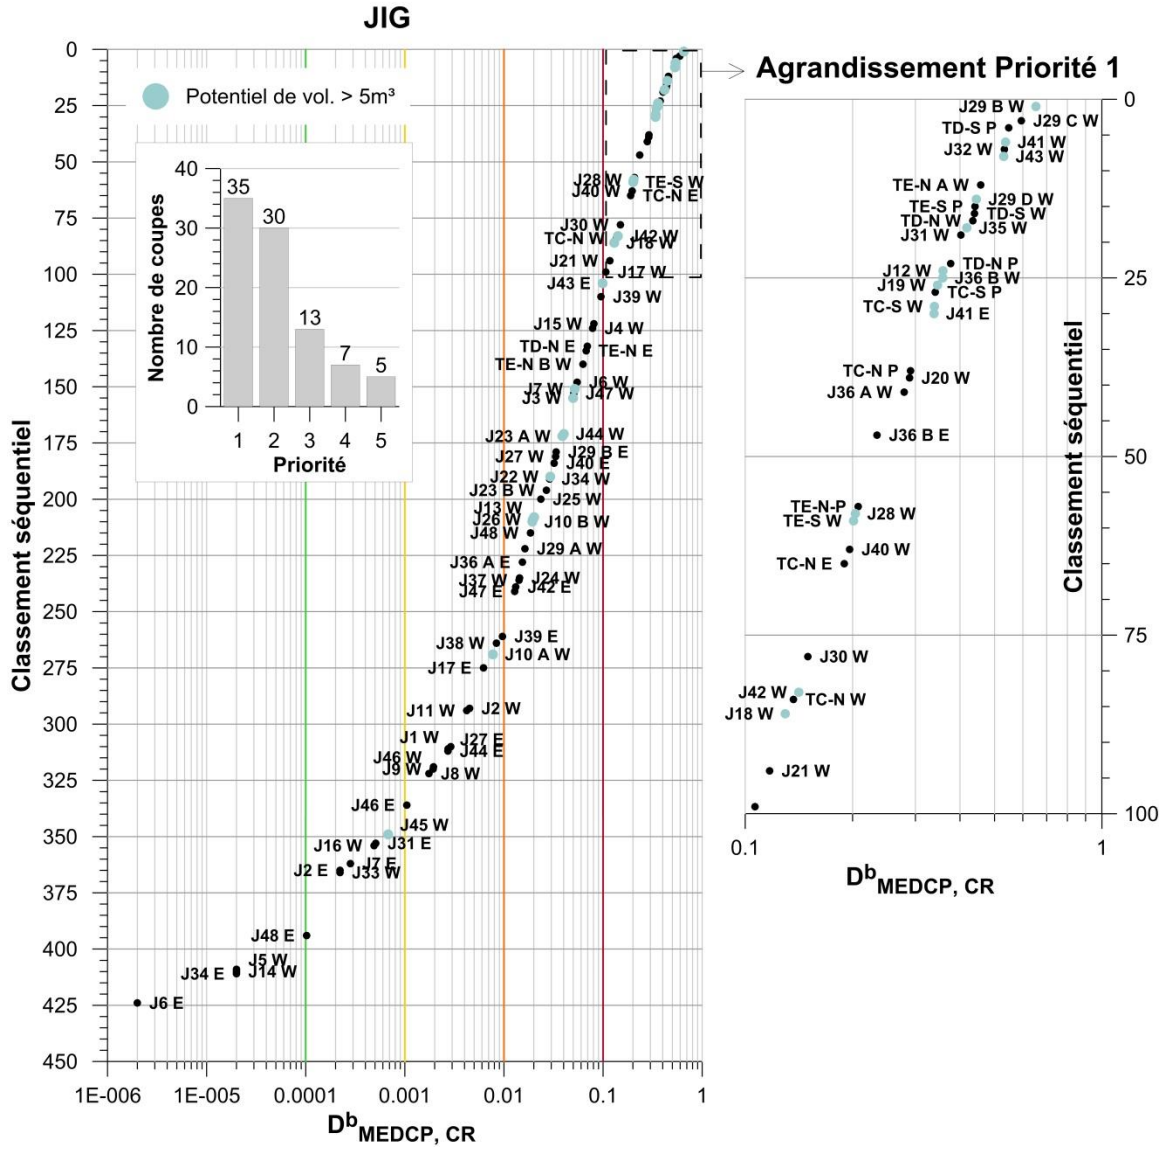 JIG
Agrandissement Priorité 1
Potentiel de vol. > 5m³
0
25
50
75
100
125
150
175
200
225
250
275
300
325
350
375
400
425
450
Classement séquentiel
1E-006
1E-005
0.0001
0.001
0.01
0.1
1
Dᵇ MEDCP, CR
Nombre de coupes
40
30
20
10
0
35
30
13
7
5
1
2
3
4
5
Priorité
J28 W
TE-S W
J40 W
TC-N E
J30 W
TC-N W
J42 W
J18 W
J21 W
J17 W
J43 E
J39 W
J15 W
J4 W
TD-N E
TE-N E
TE-N B W
J6 W
J7 W
J47 W
J3 W
J44 W
J23 A W
J29 B E
J27 W
J40 E
J22 W
J34 W
J23 B W
J25 W
J13 W
J26 W
J10 B W
J48 W
J29 A W
J36 A E
J24 W
J37 W
J42 E
J47 E
J39 E
J38 W
J10 A W
J17 E
J2 W
J11 W
J1 W
J27 E
J44 E
J46 W
J9 W
J8 W
J46 E
J45 W
J16 W
J31 E
J7 E
J2 E
J33 W
J48 E
J5 W
J34 E
J14 W
J6 E
J29 B W
J29 C W
TD-S P
J41 W
J32 W
J43 W
TE-N A W
J29 D W
TE-S P
TD-S W
TD-N W
J35 W
J31 W
TD-N P
J12 W
J36 B W
J19 W
TC-S P
TC-S W
J41 E
TC-N P
J20 W
J36 A W
J36 B E
TE-N-P
J28 W
TE-S W
J40 W
TC-N E
J30 W
J42 W
TC-N W
J18 W
J21 W
0
25
50
75
100
Classement séquentiel
0.1
1
Dᵇ MEDCP, CR